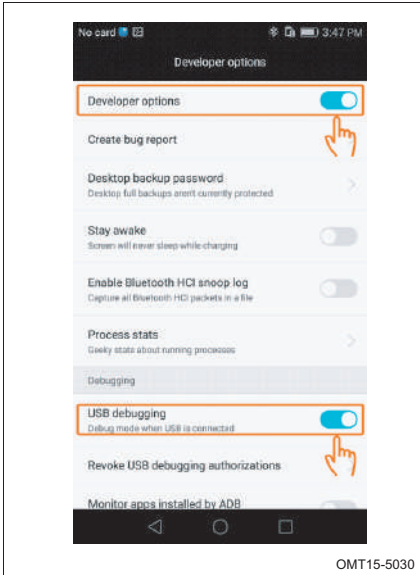 No card 3:47 PM
Developer options
Developer options
Create bug report
Desktop backup password
Desktop full backups aren't currently protected
Stay awake
Screen will never sleep while charging
Enable Bluetooth HCI snoop log
Capture all Bluetooth HCI packets in a file
Process stats
Geeky stats about running processes
Debugging
USB debugging
Debug mode when USB is connected
Revoke USB debugging authorizations
Monitor apps installed by ADB
OMT15-5030